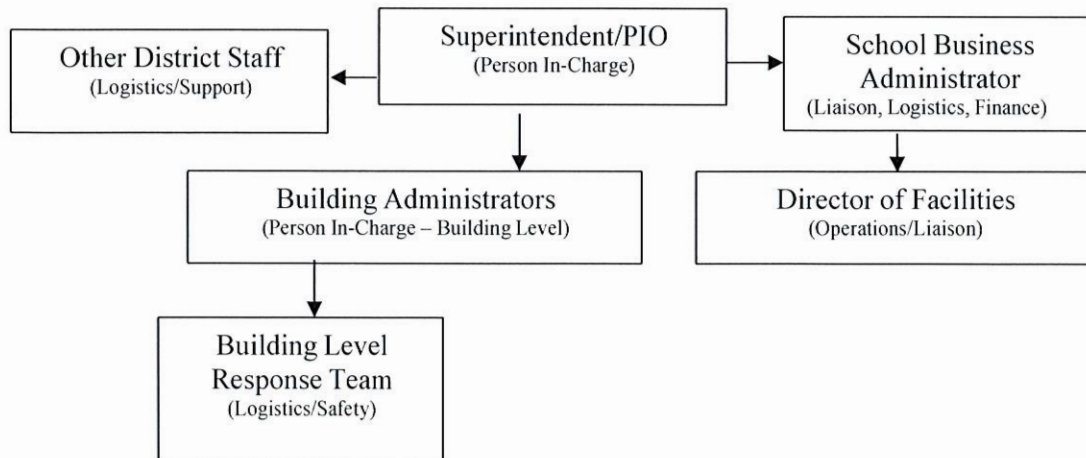 Other District Staff
(Logistics/Support)
Superintendent/PIO
(Person In-Charge)
School Business
Administrator
(Liaison, Logistics, Finance)
Building Administrators
(Person In-Charge – Building Level)
Director of Facilities
(Operations/Liaison)
Building Level
Response Team
(Logistics/Safety)